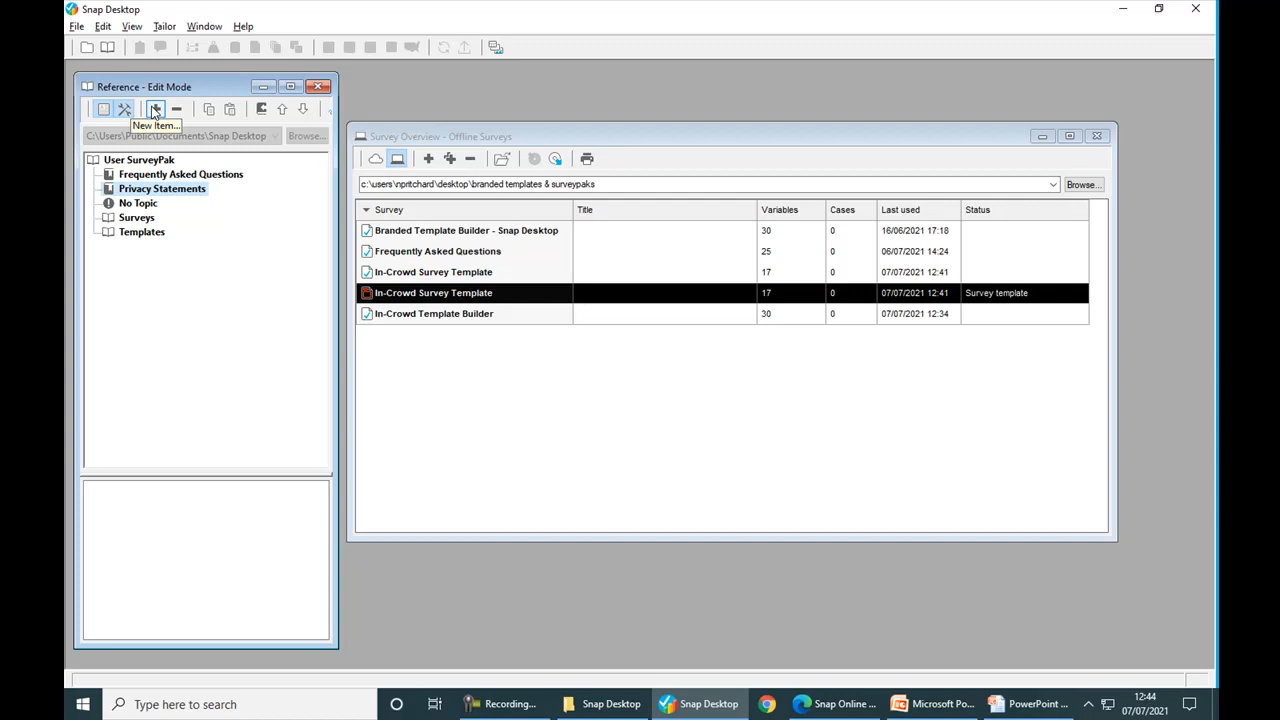 Snap Desktop
File Edit View Tailor Window Help
Reference - Edit Mode
New Item...
C:\Users\Public\Documents\Snap Desktop Browse...
User SurveyPak
Frequently Asked Questions
Privacy Statements
No Topic
Surveys
Templates
Survey Overview - Offline Surveys
c:\users\npritchard\desktop\branded templates & surveypaks Browse...
Survey Title Variables Cases Last used Status
Branded Template Builder - Snap Desktop 30 0 16/06/2021 17:18
Frequently Asked Questions 25 0 06/07/2021 14:24
In-Crowd Survey Template 17 0 07/07/2021 12:41
In-Crowd Survey Template 17 0 07/07/2021 12:41 Survey template
In-Crowd Template Builder 30 0 07/07/2021 12:34
Type here to search
Recording...
Snap Desktop
Snap Desktop
Snap Online ...
Microsoft Po...
PowerPoint ...
12:44
07/07/2021